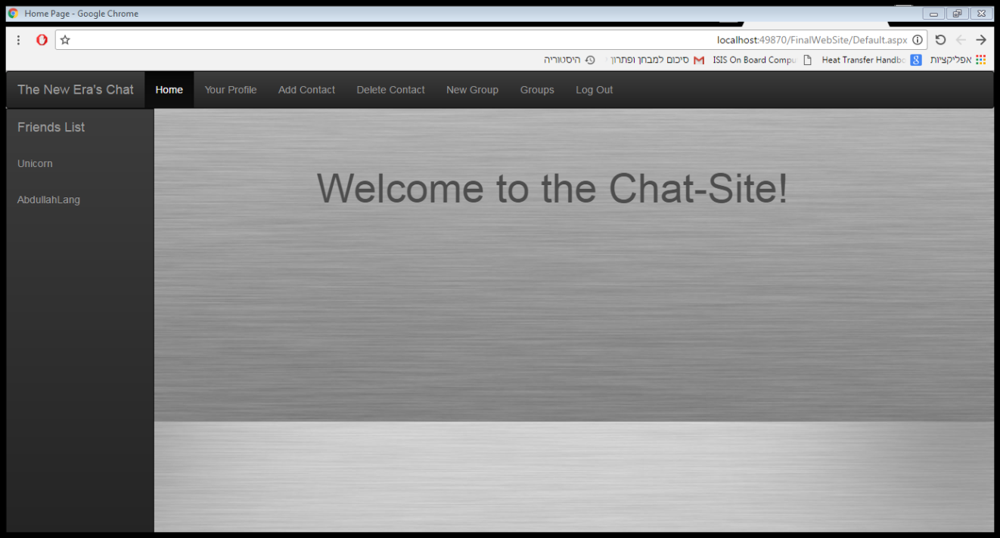 Home Page - Google Chrome
localhost:49870/FinalWebSite/Default.aspx
אפליקציות Heat Transfer Handbo ISIS On Board Compu סיכום למבחן ופתרון היסטוריה
The New Era's Chat Home Your Profile Add Contact Delete Contact New Group Groups Log Out
Friends List
Unicorn
AbdullahLang
Welcome to the Chat-Site!